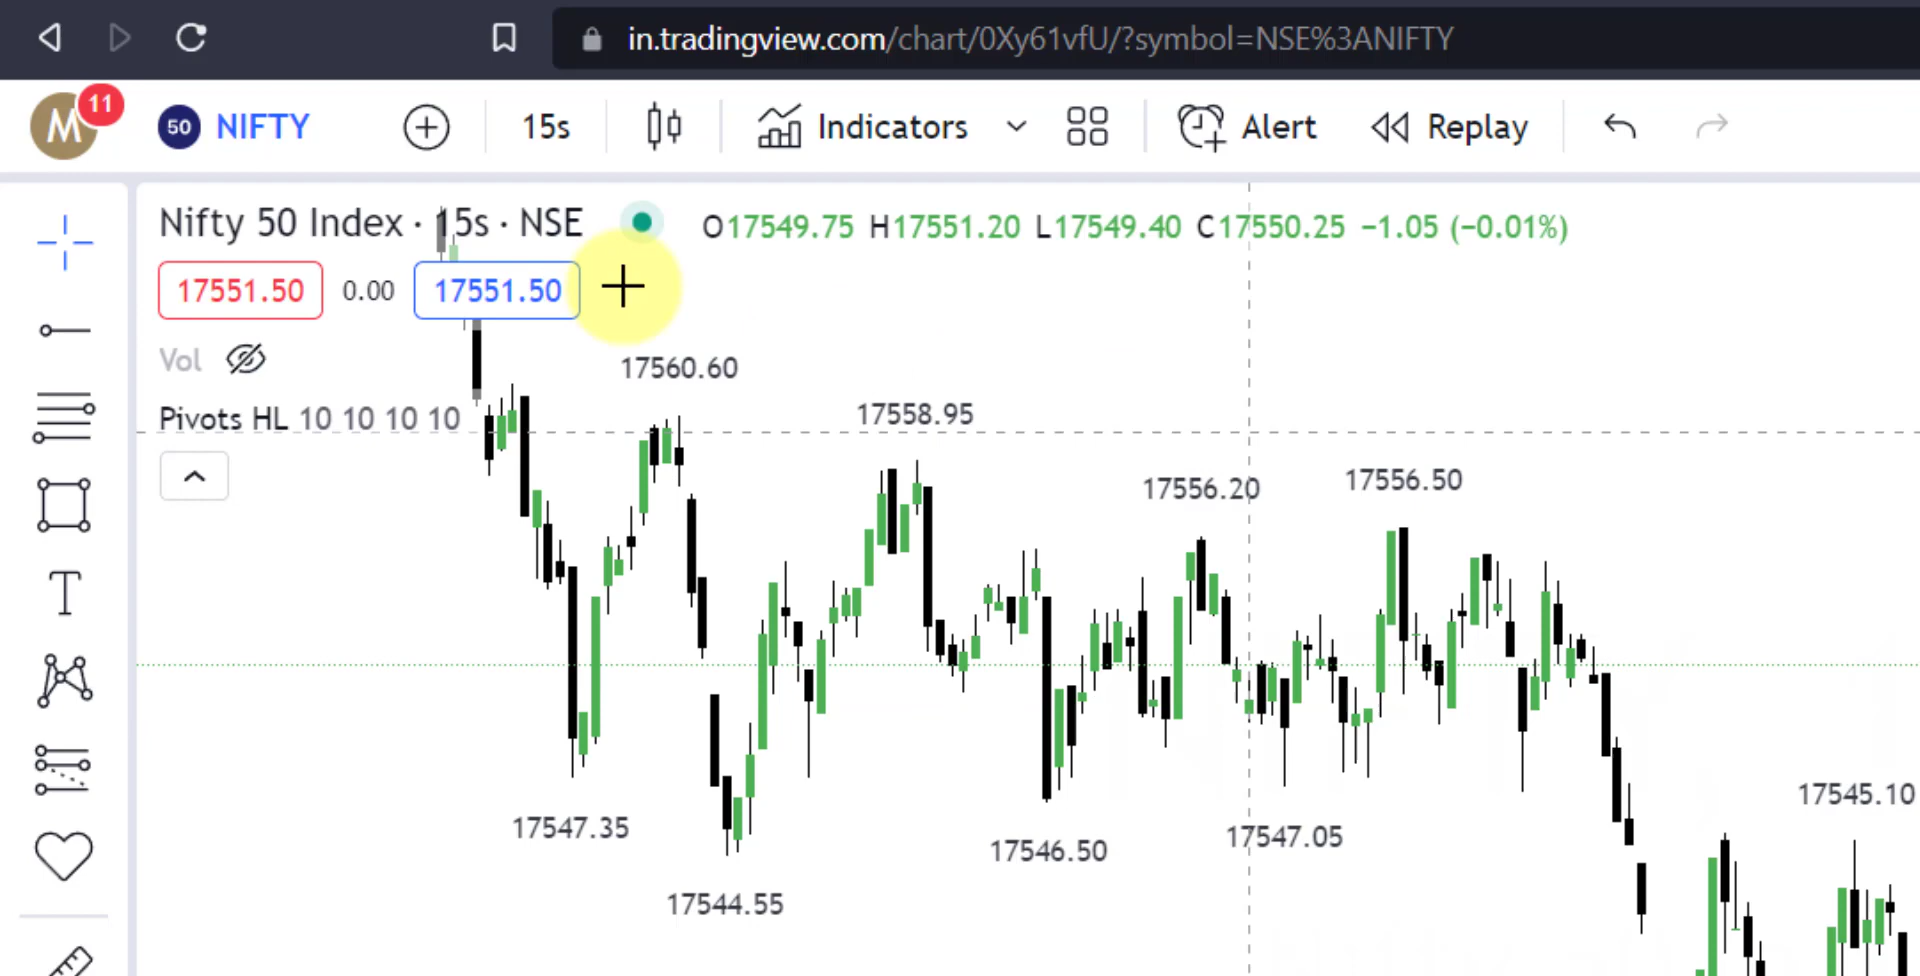 in.tradingview.com/chart/0Xy61vfU/?symbol=NSE%3ANIFTY
M 11 50 NIFTY 15s Indicators Alert Replay
Nifty 50 Index · 15s · NSE O17549.75 H17551.20 L17549.40 C17550.25 −1.05 (−0.01%)
17551.50 0.00 17551.50
Vol
17560.60
Pivots HL 10 10 10 10
17558.95
17556.20
17556.50
T
17545.10
17547.35
17546.50
17547.05
17544.55